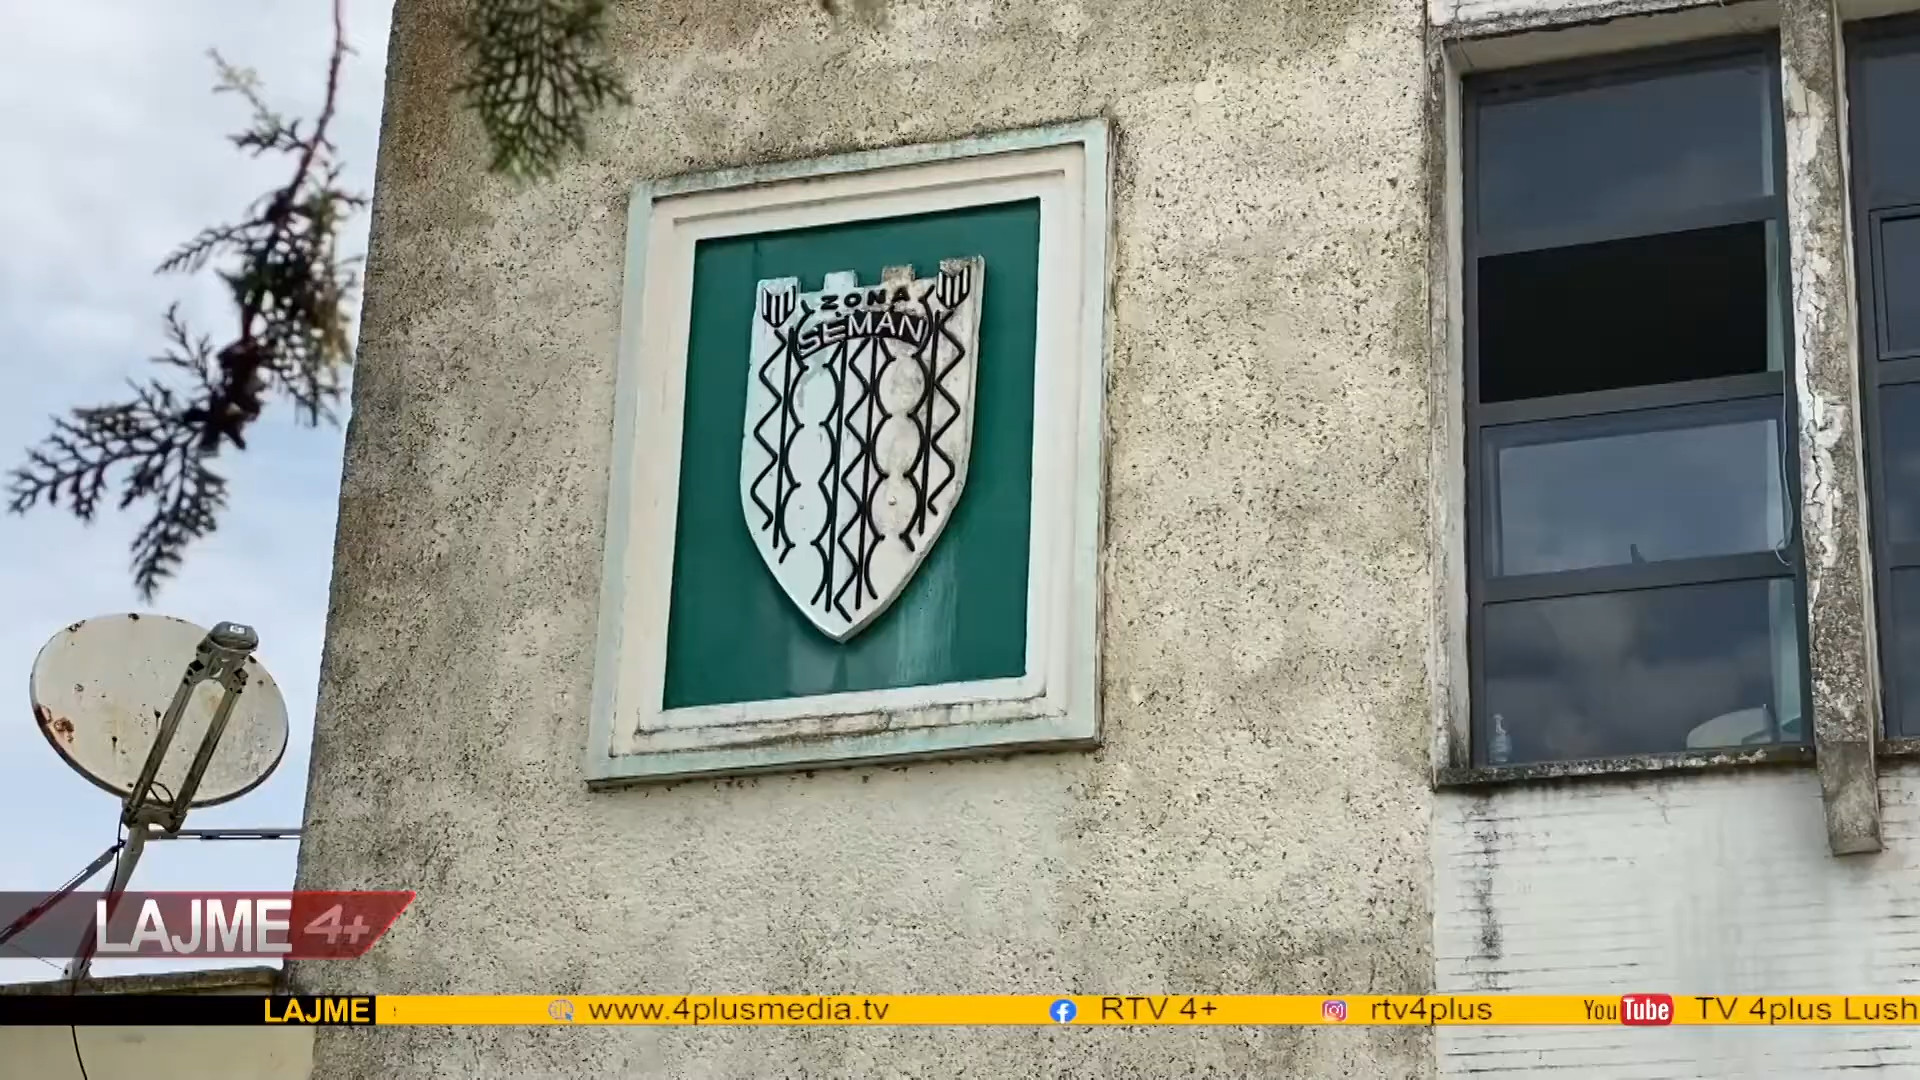 ZONA
SEMAN
LAJME 4+
LAJME www.4plusmedia.tv RTV 4+ rtv4plus YouTube TV 4plus Lush